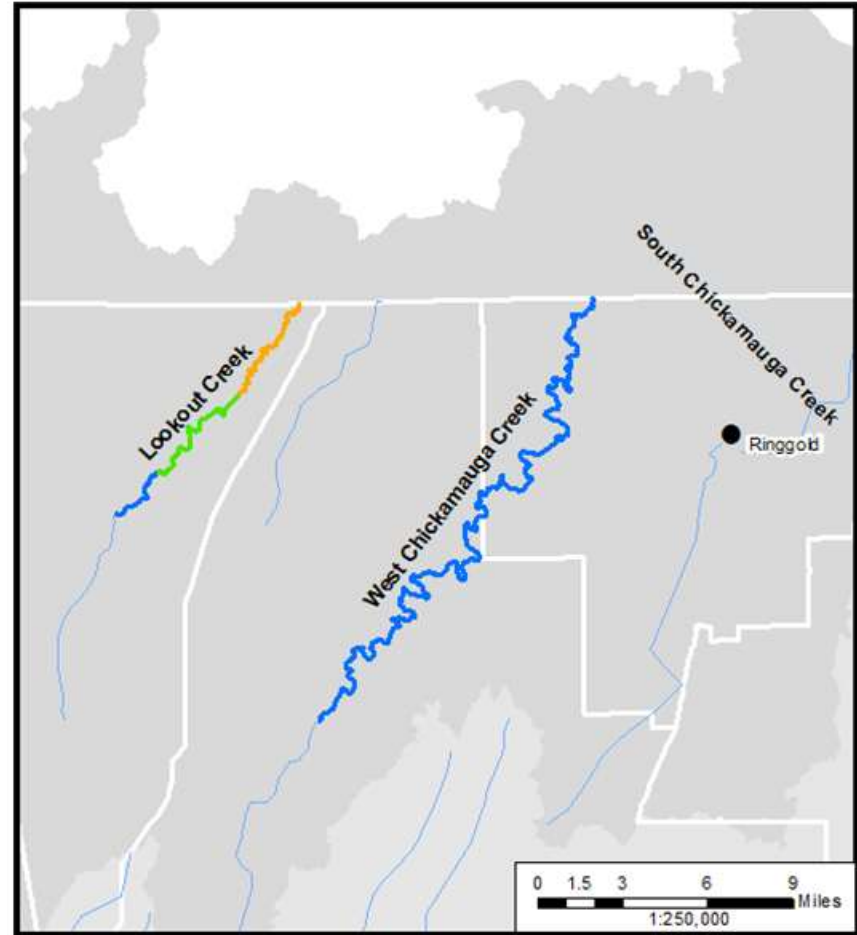 South Chickamauga Creek
Lookout Creek
West Chickamauga Creek
Ringgold
0 1.5 3 6 9
Miles
1:250,000